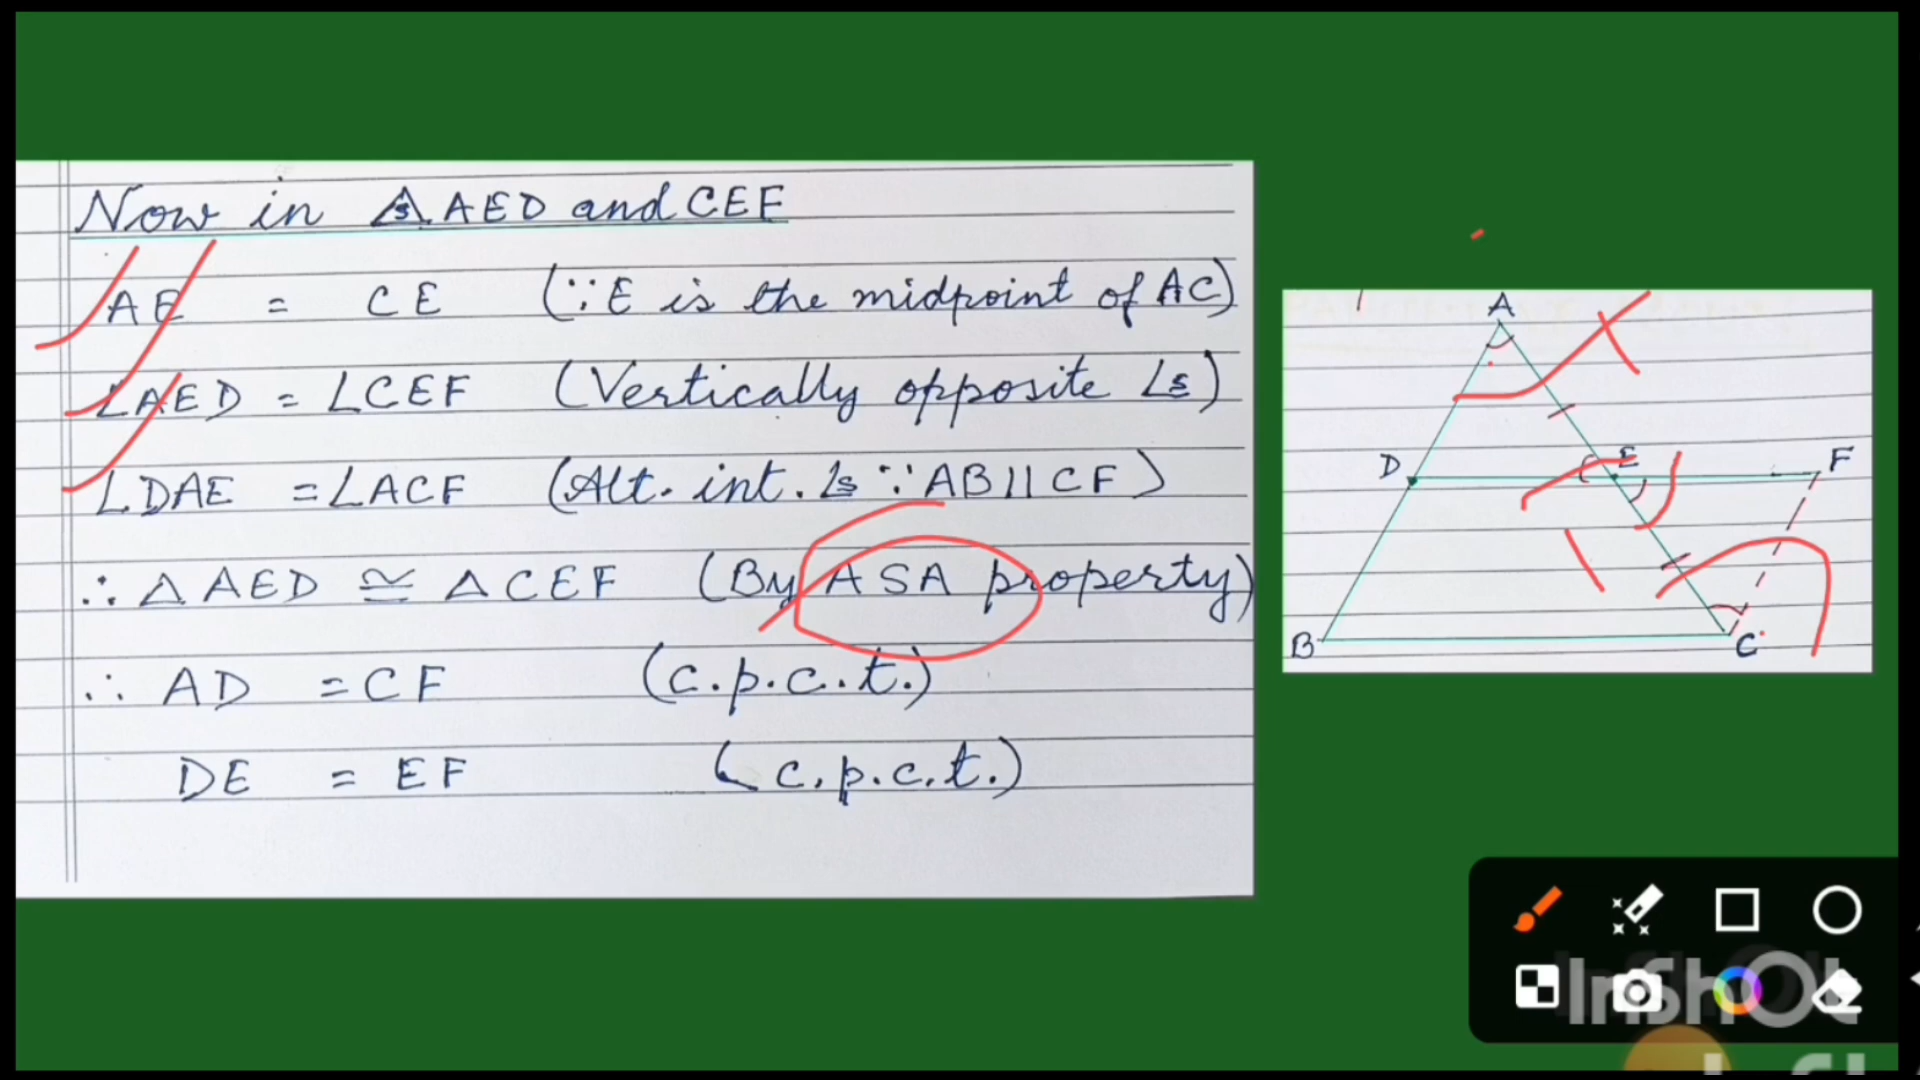 Now in △s AED and CEF
AE = CE (∵ E is the midpoint of AC)
∠AED = ∠CEF (Vertically opposite ∠s)
∠DAE = ∠ACF (Alt. int. ∠s ∵ AB || CF)
∴ △AED ≅ △CEF (By ASA property)
∴ AD = CF (c.p.c.t.)
DE = EF (c.p.c.t.)
A
D E F
B C
InShOt